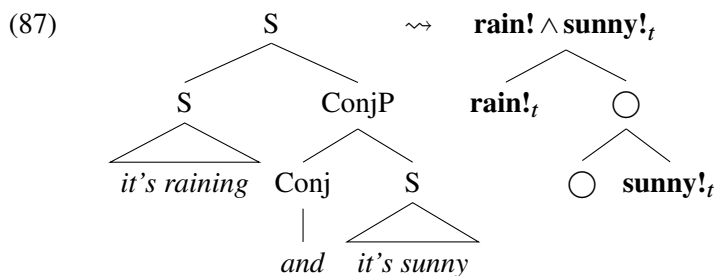 (87) S ⇝ rain! ∧ sunny!ₜ
S ConjP rain!ₜ
it's raining Conj S sunny!ₜ
and it's sunny